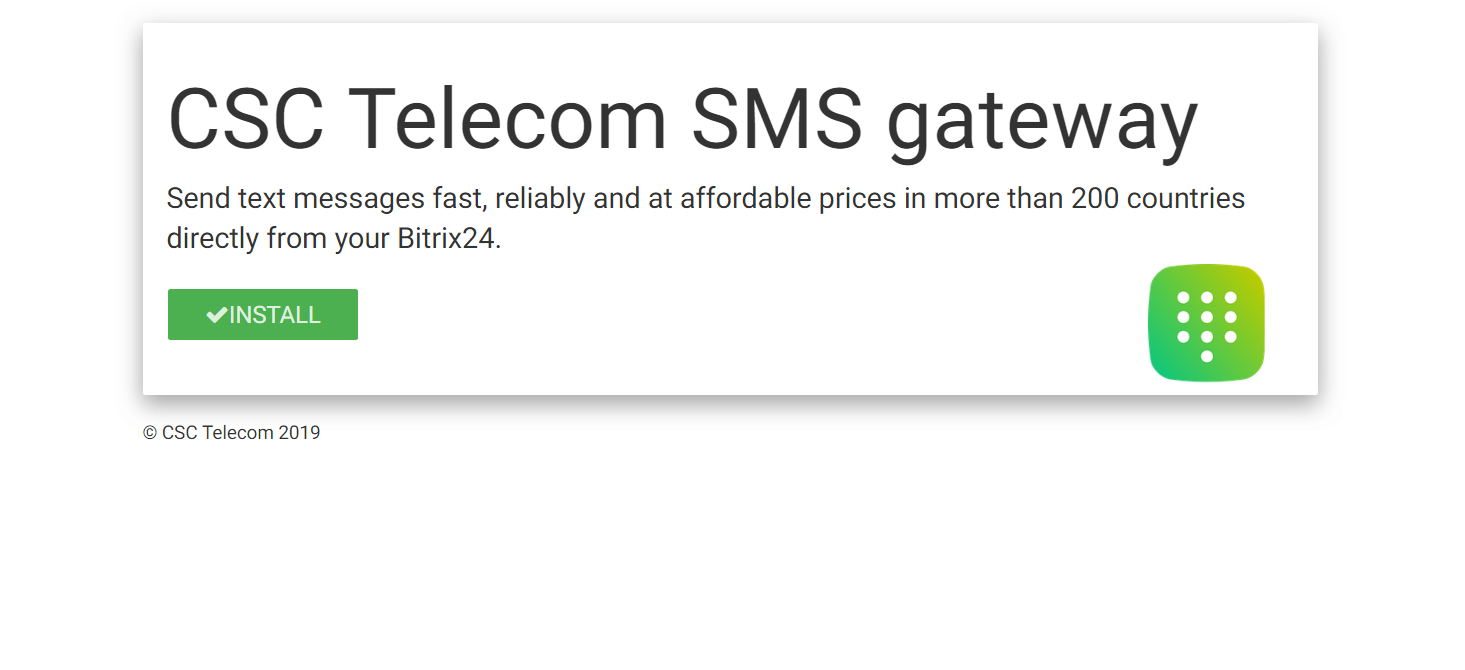 CSC Telecom SMS gateway
Send text messages fast, reliably and at affordable prices in more than 200 countries
directly from your Bitrix24.
INSTALL
© CSC Telecom 2019